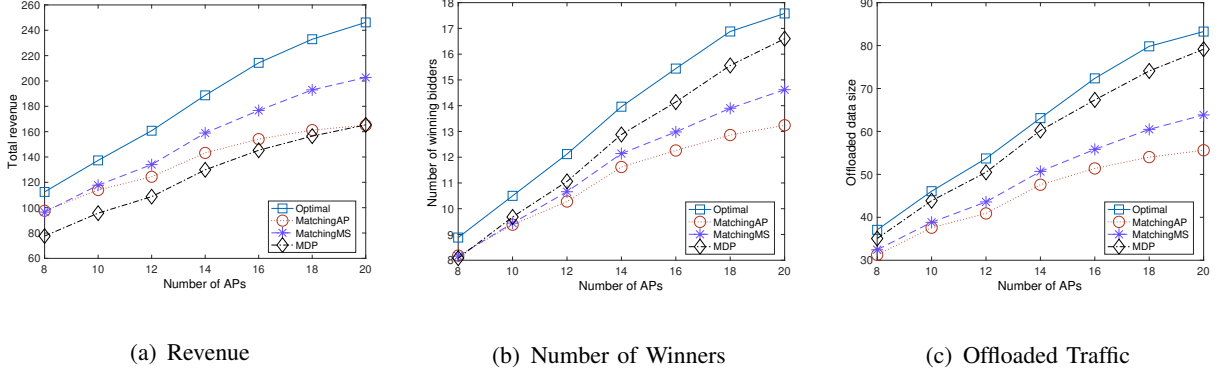 260
240
220
200
180
160
140
120
100
80
60
Total revenue
8 10 12 14 16 18 20
Number of APs
Optimal
MatchingAP
MatchingMS
MDP
(a) Revenue
18
17
16
15
14
13
12
11
10
9
8
Number of winning bidders
8 10 12 14 16 18 20
Number of APs
Optimal
MatchingAP
MatchingMS
MDP
(b) Number of Winners
90
80
70
60
50
40
30
Offloaded data size
8 10 12 14 16 18 20
Number of APs
Optimal
MatchingAP
MatchingMS
MDP
(c) Offloaded Traffic